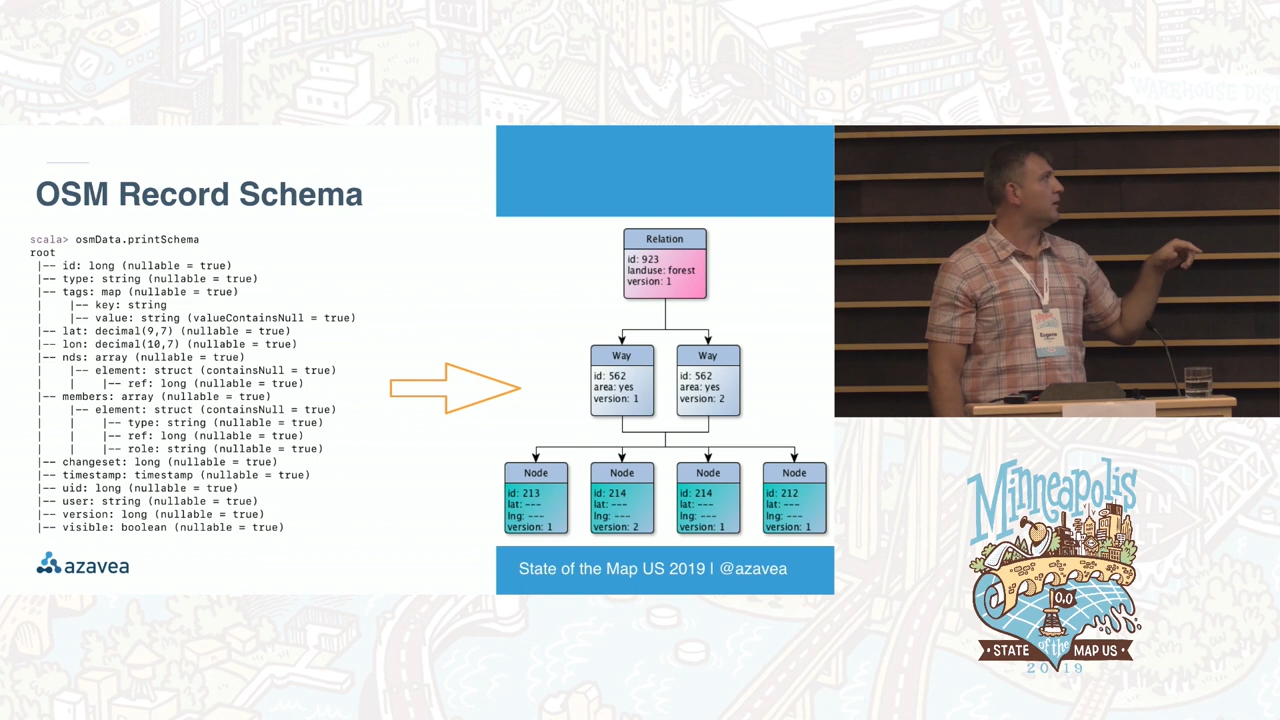 FLOUR
CITY
HENNEPIN
WAREHOUSE DIST
OSM Record Schema
scala> osmData.printSchema
root
|-- id: long (nullable = true)
|-- type: string (nullable = true)
|-- tags: map (nullable = true)
|    |-- key: string
|    |-- value: string (valueContainsNull = true)
|-- lat: decimal(9,7) (nullable = true)
|-- lon: decimal(10,7) (nullable = true)
|-- nds: array (nullable = true)
|    |-- element: struct (containsNull = true)
|    |    |-- ref: long (nullable = true)
|-- members: array (nullable = true)
|    |-- element: struct (containsNull = true)
|    |    |-- type: string (nullable = true)
|    |    |-- ref: long (nullable = true)
|    |    |-- role: string (nullable = true)
|-- changeset: long (nullable = true)
|-- timestamp: timestamp (nullable = true)
|-- uid: long (nullable = true)
|-- user: string (nullable = true)
|-- version: long (nullable = true)
|-- visible: boolean (nullable = true)
azavea
Relation
id: 923
landuse: forest
version: 1
Way
id: 562
area: yes
version: 1
Way
id: 562
area: yes
version: 2
Node
id: 213
lat: ---
lng: ---
version: 1
Node
id: 214
lat: ---
lng: ---
version: 2
Node
id: 214
lat: ---
lng: ---
version: 1
Node
id: 212
lat: ---
lng: ---
version: 1
State of the Map US 2019 | @azavea
Eugene
Minneapolis
STATE of the MAP US
2019